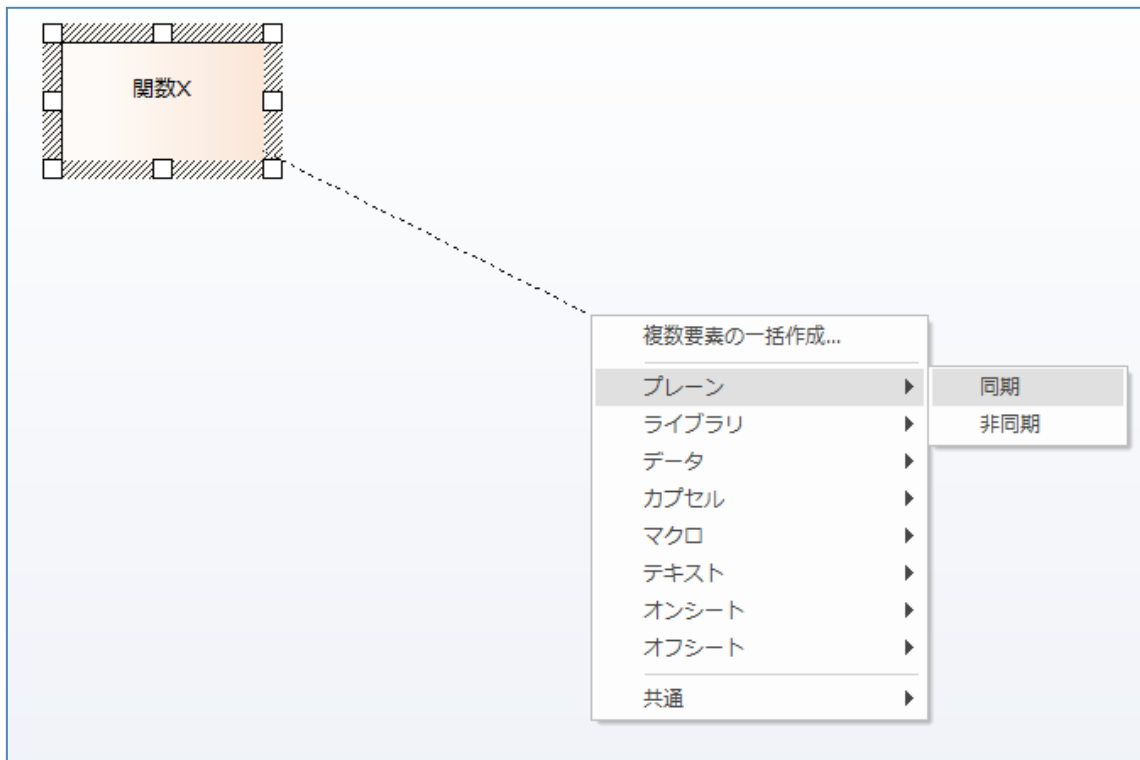 関数X
複数要素の一括作成...
プレーン
同期
ライブラリ
非同期
データ
カプセル
マクロ
テキスト
オンシート
オフシート
共通